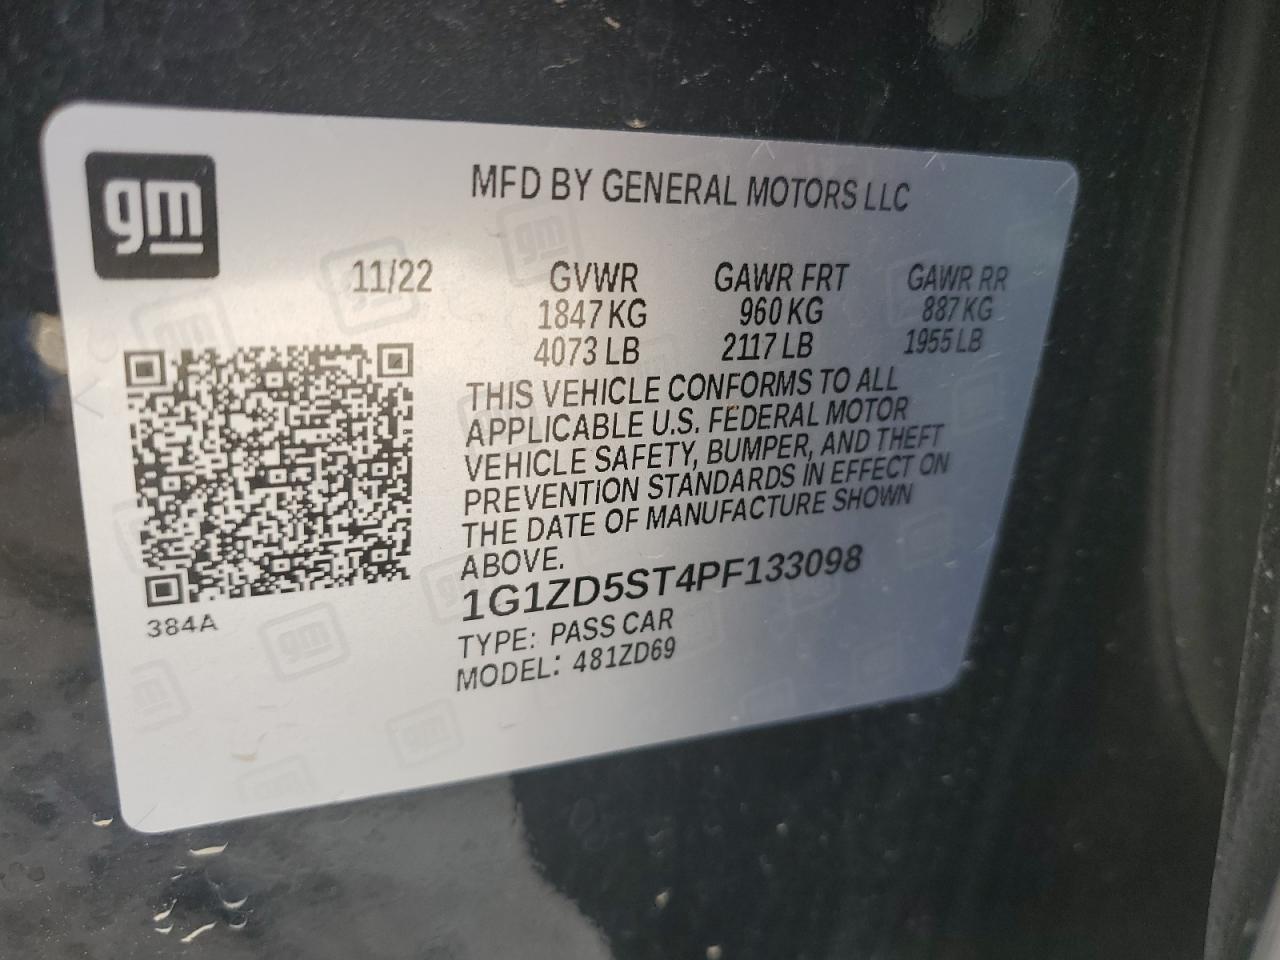 gm
MFD BY GENERAL MOTORS LLC
11/22 GVWR GAWR FRT GAWR RR
1847 KG 960 KG 887 KG
4073 LB 2117 LB 1955 LB
THIS VEHICLE CONFORMS TO ALL
APPLICABLE U.S. FEDERAL MOTOR
VEHICLE SAFETY, BUMPER, AND THEFT
PREVENTION STANDARDS IN EFFECT ON
THE DATE OF MANUFACTURE SHOWN
ABOVE.
1G1ZD5ST4PF133098
TYPE: PASS CAR
MODEL: 481ZD69
384A